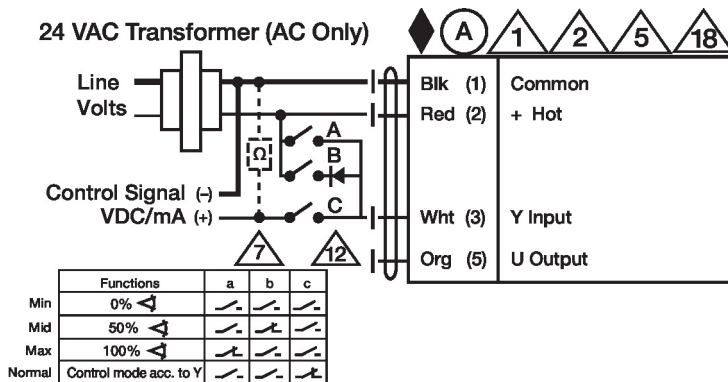 24 VAC Transformer (AC Only)
A 1 2 5 18
Line
Volts
Blk (1) Common
Red (2) + Hot
A
Ω
B
Control Signal (-)
VDC/mA (+)
C
Wht (3) Y Input
7 12
Org (5) U Output
Functions a b c
Min 0%
Mid 50%
Max 100%
Normal Control mode acc. to Y